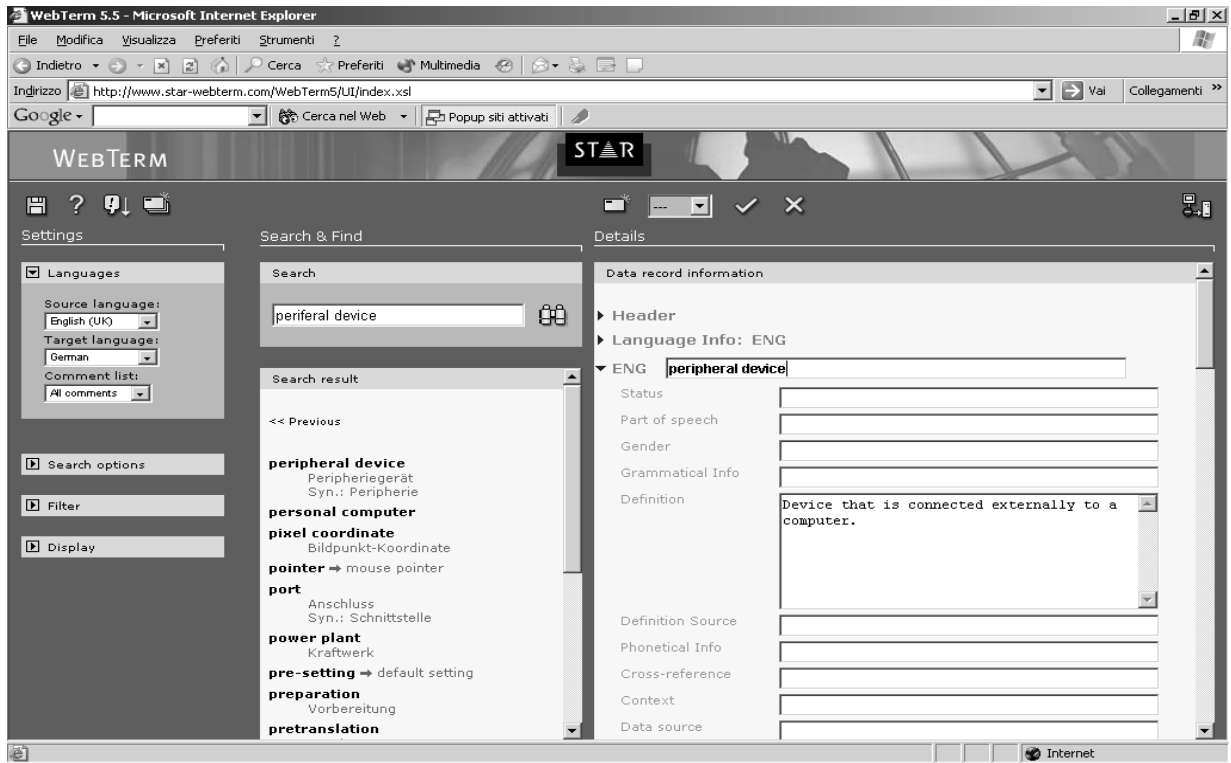 WebTerm 5.5 - Microsoft Internet Explorer
File Modifica Visualizza Preferiti Strumenti ?
Indietro Cerca Preferiti Multimedia
Indirizzo http://www.star-webterm.com/WebTerm5/UI/index.xsl Vai Collegamenti »
Google Cerca nel Web Popup siti attivati
WEBTERM STAR
? ---
Settings
Languages
Source language:
English (UK)
Target language:
German
Comment list:
All comments
Search options
Filter
Display
Search & Find
Search
periferal device
Search result
<< Previous
peripheral device
Peripheriegerät
Syn.: Peripherie
personal computer
pixel coordinate
Bildpunkt-Koordinate
pointer ➡ mouse pointer
port
Anschluss
Syn.: Schnittstelle
power plant
Kraftwerk
pre-setting ➡ default setting
preparation
Vorbereitung
pretranslation
Details
Data record information
Header
Language Info: ENG
ENG peripheral device
Status
Part of speech
Gender
Grammatical Info
Definition Device that is connected externally to a
computer.
Definition Source
Phonetical Info
Cross-reference
Context
Data source
Internet